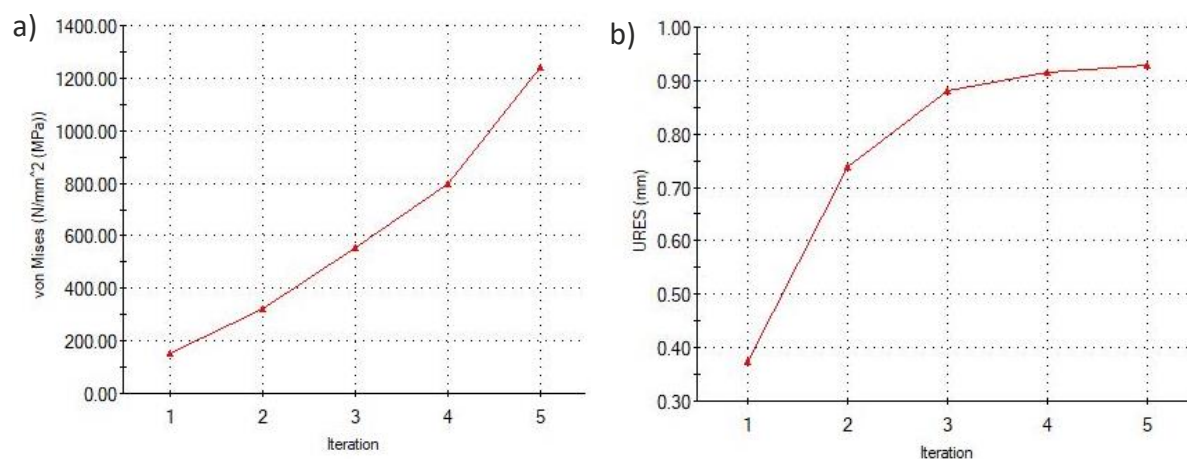 a)
von Mises (N/mm^2 (MPa))
1400.00
1200.00
1000.00
800.00
600.00
400.00
200.00
0.00
1 2 3 4 5
Iteration
b)
URES (mm)
1.00
0.90
0.80
0.70
0.60
0.50
0.40
0.30
1 2 3 4 5
Iteration